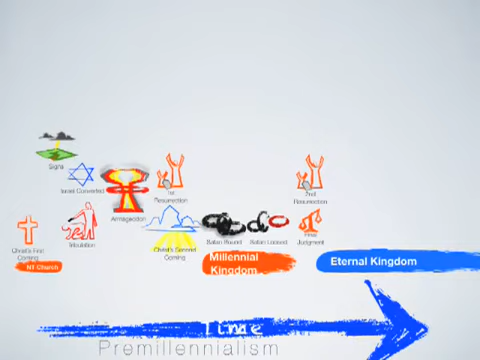 Signs
Israel Converted
Armageddon
1st
Resurrection
2nd
Resurrection
Christ's First
Coming
Tribulation
Christ's Second
Coming
Satan Bound
Satan Loosed
Final
Judgment
NT Church
Millennial
Kingdom
Eternal Kingdom
Time
Premillennialism